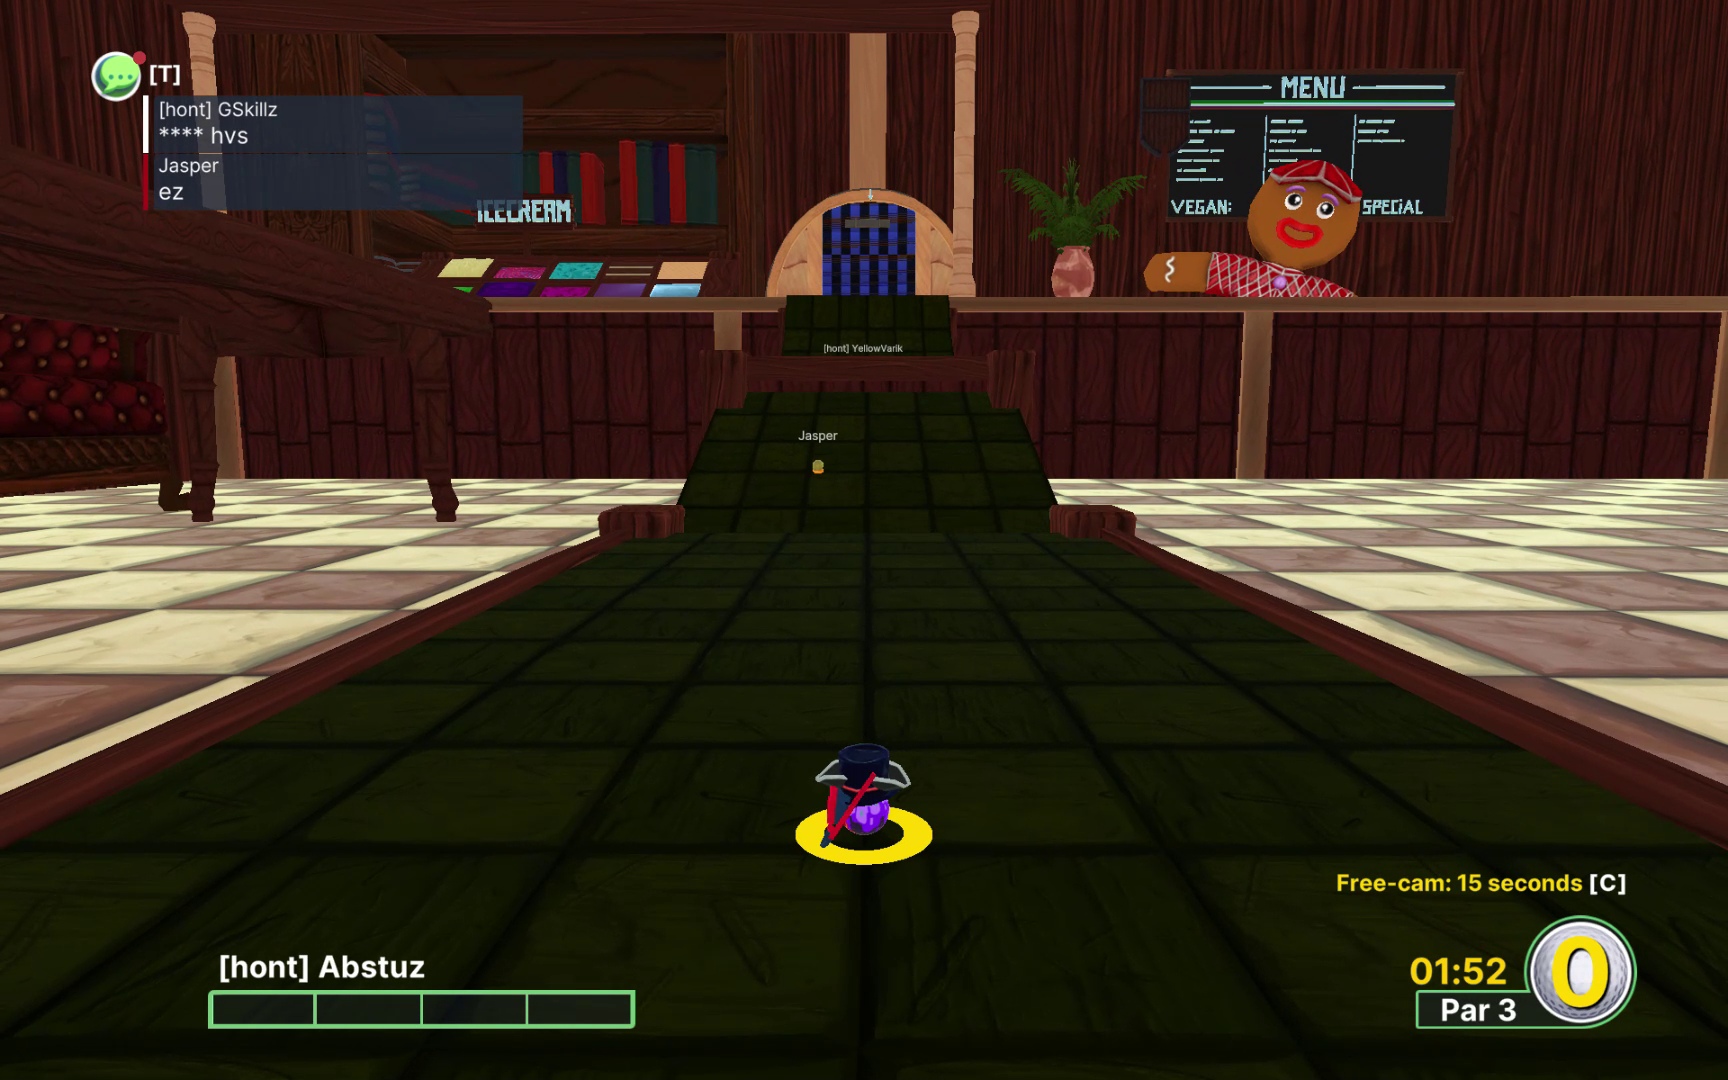 [T]
[hont] GSkillz
**** hvs
Jasper
ez
MENU
ICECREAM
VEGAN:
SPECIAL
[hont] YellowVarik
Jasper
Free-cam: 15 seconds [C]
[hont] Abstuz
01:52
0
Par 3